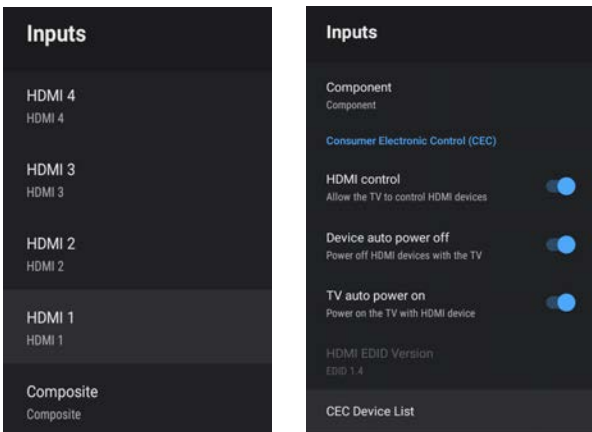 Inputs
HDMI 4
HDMI 4
HDMI 3
HDMI 3
HDMI 2
HDMI 2
HDMI 1
HDMI 1
Composite
Composite
Inputs
Component
Component
Consumer Electronic Control (CEC)
HDMI control
Allow the TV to control HDMI devices
Device auto power off
Power off HDMI devices with the TV
TV auto power on
Power on the TV with HDMI device
HDMI EDID Version
EDID 1.4
CEC Device List